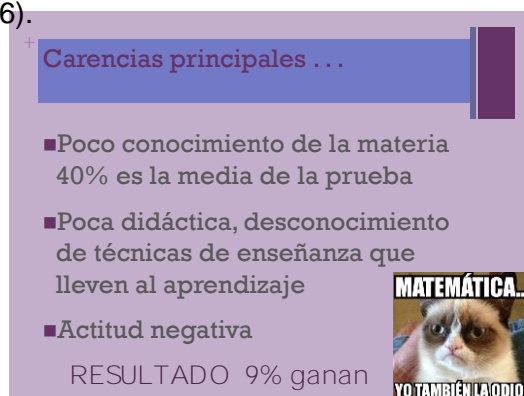 6).
+
Carencias principales . . .
■Poco conocimiento de la materia
40% es la media de la prueba
■Poca didáctica, desconocimiento
de técnicas de enseñanza que
lleven al aprendizaje
■Actitud negativa
RESULTADO 9% ganan
MATEMÁTICA...
YO TAMBIÉN LA ODIO